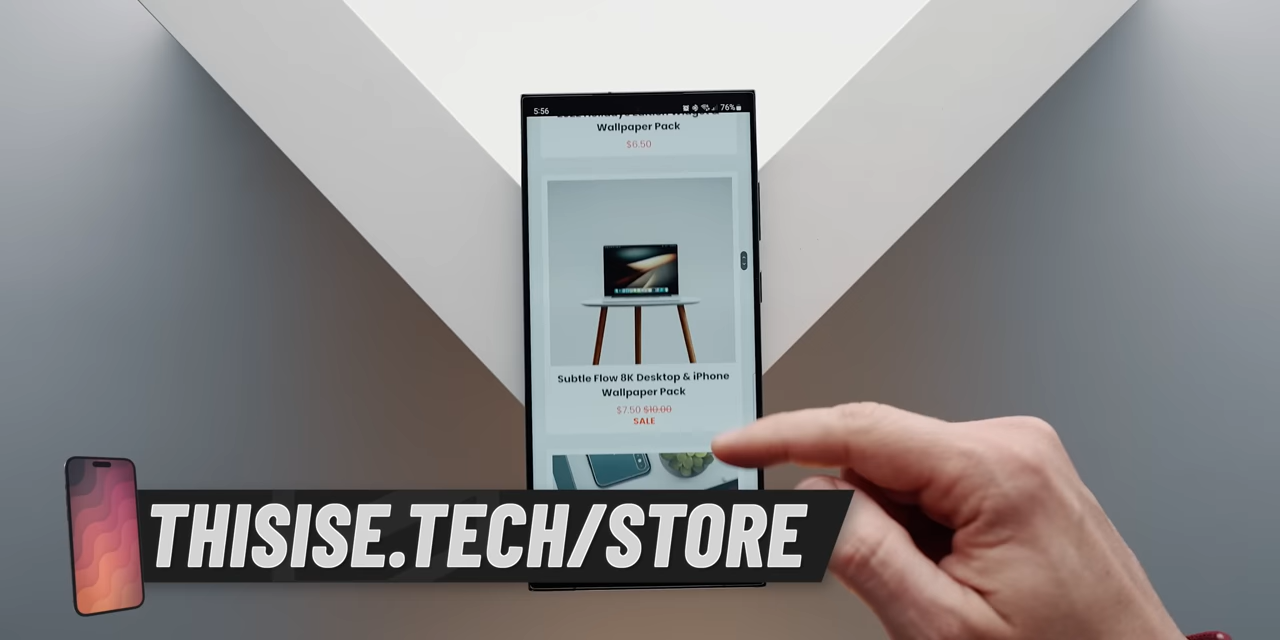 5:56
76%
Wallpaper Pack
$6.50
Subtle Flow 8K Desktop & iPhone
Wallpaper Pack
$7.50 $10.00
SALE
THISISE.TECH/STORE